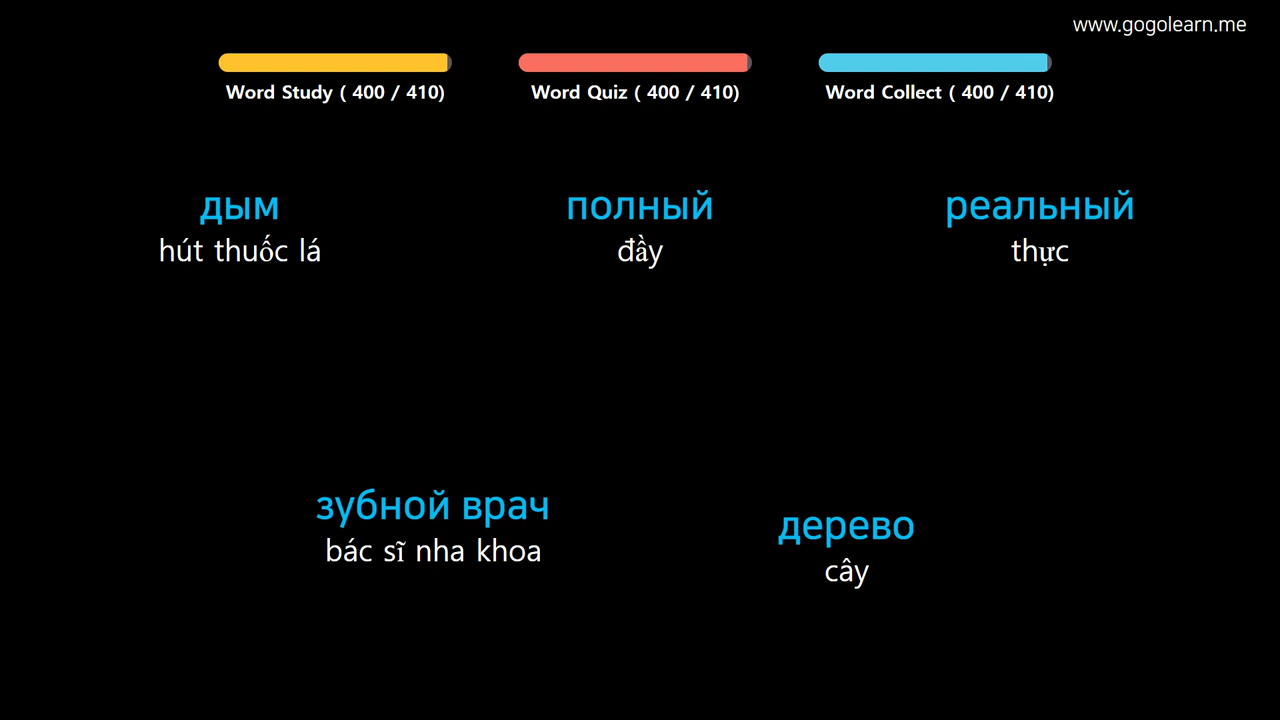 www.gogolearn.me
Word Study ( 400 / 410)
Word Quiz ( 400 / 410)
Word Collect ( 400 / 410)
дым
hút thuốc lá
полный
đầy
реальный
thực
зубной врач
bác sĩ nha khoa
дерево
cây